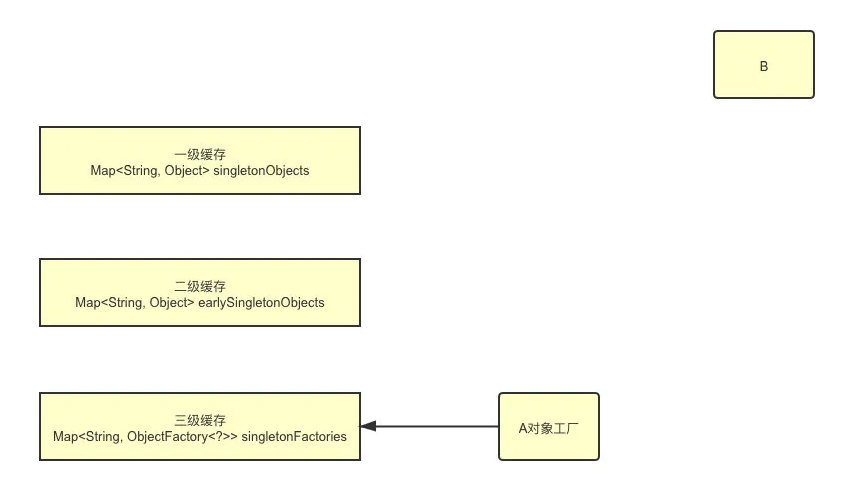 B
一级缓存
Map<String, Object> singletonObjects
二级缓存
Map<String, Object> earlySingletonObjects
三级缓存
Map<String, ObjectFactory<?>> singletonFactories
A对象工厂